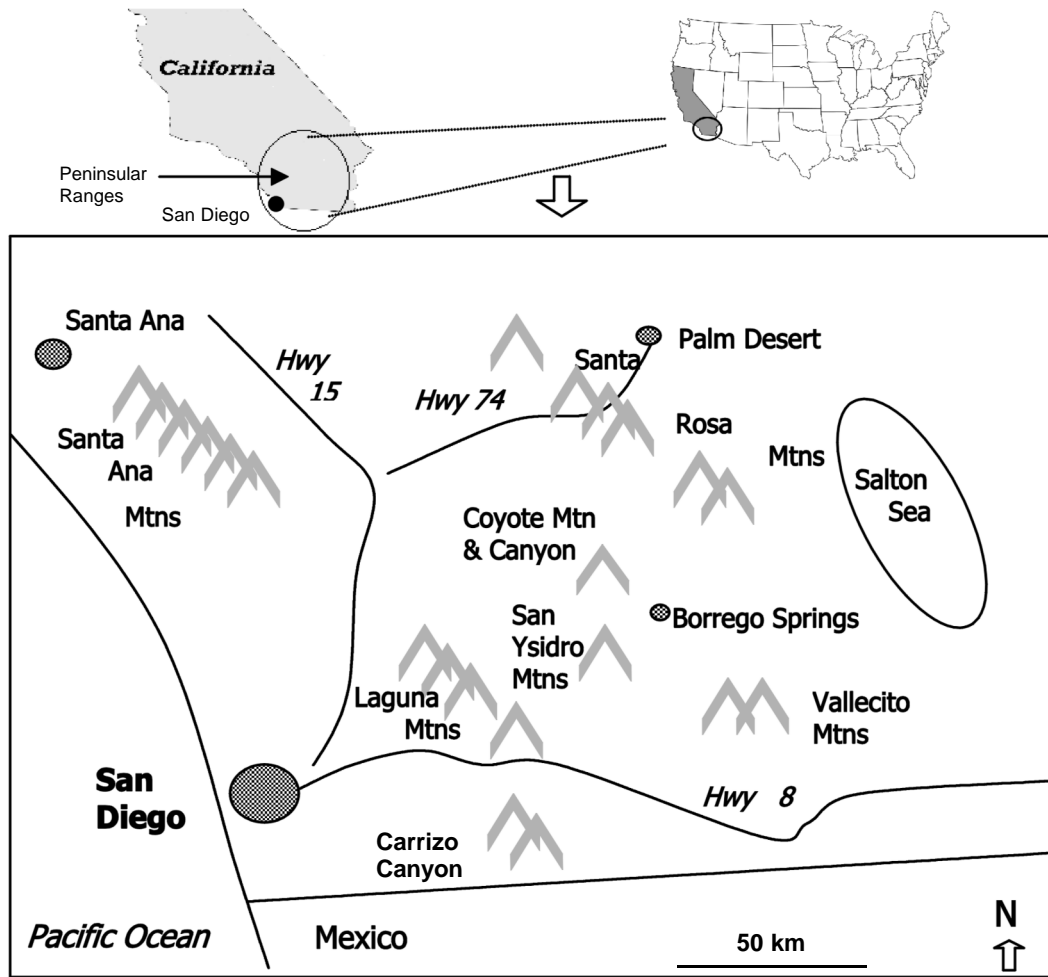 California
Peninsular
Ranges
San Diego
Santa Ana
Palm Desert
Hwy
15
Santa
Hwy 74
Rosa
Mtns
Santa
Ana
Mtns
Salton
Sea
Coyote Mtn
& Canyon
San
Ysidro
Mtns
Borrego Springs
Laguna
Mtns
Vallecito
Mtns
San
Diego
Hwy 8
Carrizo
Canyon
Pacific Ocean
Mexico
50 km
N